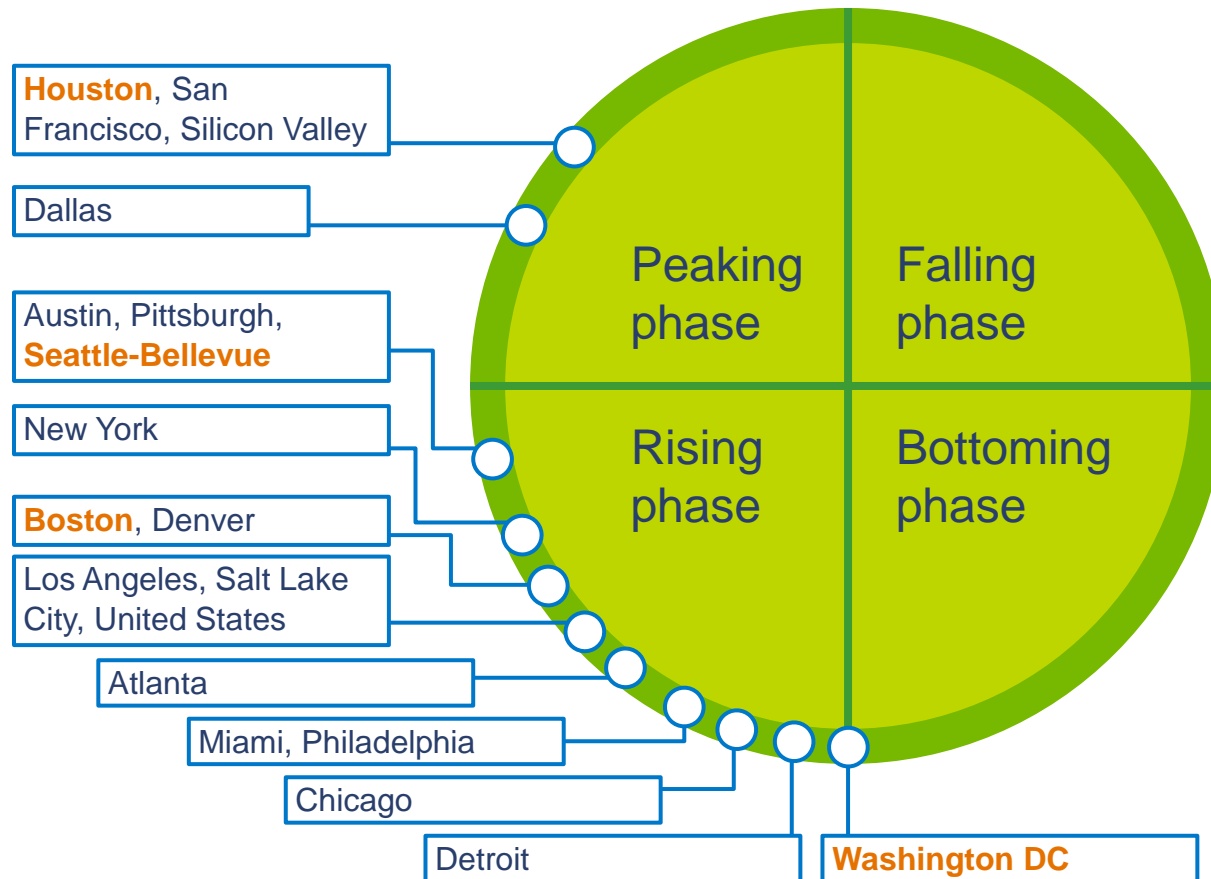 Houston, San
Francisco, Silicon Valley
Dallas
Peaking
phase
Falling
phase
Austin, Pittsburgh,
Seattle-Bellevue
New York
Rising
phase
Bottoming
phase
Boston, Denver
Los Angeles, Salt Lake
City, United States
Atlanta
Miami, Philadelphia
Chicago
Detroit
Washington DC